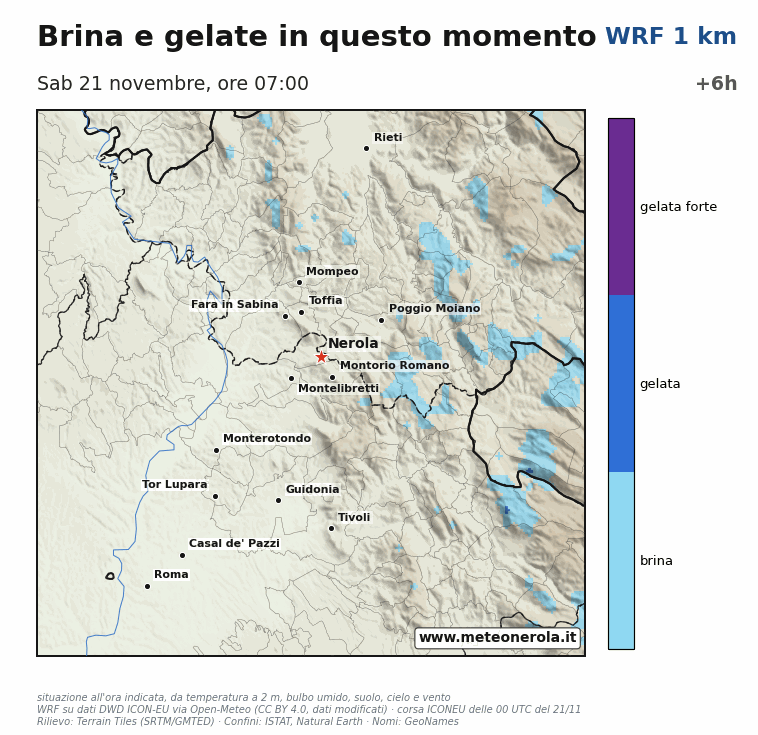 Brina e gelate in questo momento WRF 1 km
Sab 21 novembre, ore 07:00 +6h
Rieti
gelata forte
Mompeo
Fara in Sabina
Toffia
Poggio Moiano
Nerola
Montorio Romano
Montelibretti
gelata
Monterotondo
Tor Lupara
Guidonia
Tivoli
Casal de' Pazzi
brina
Roma
www.meteonerola.it
situazione all'ora indicata, da temperatura a 2 m, bulbo umido, suolo, cielo e vento
WRF su dati DWD ICON-EU via Open-Meteo (CC BY 4.0, dati modificati) · corsa ICONEU delle 00 UTC del 21/11
Rilievo: Terrain Tiles (SRTM/GMTED) · Confini: ISTAT, Natural Earth · Nomi: GeoNames